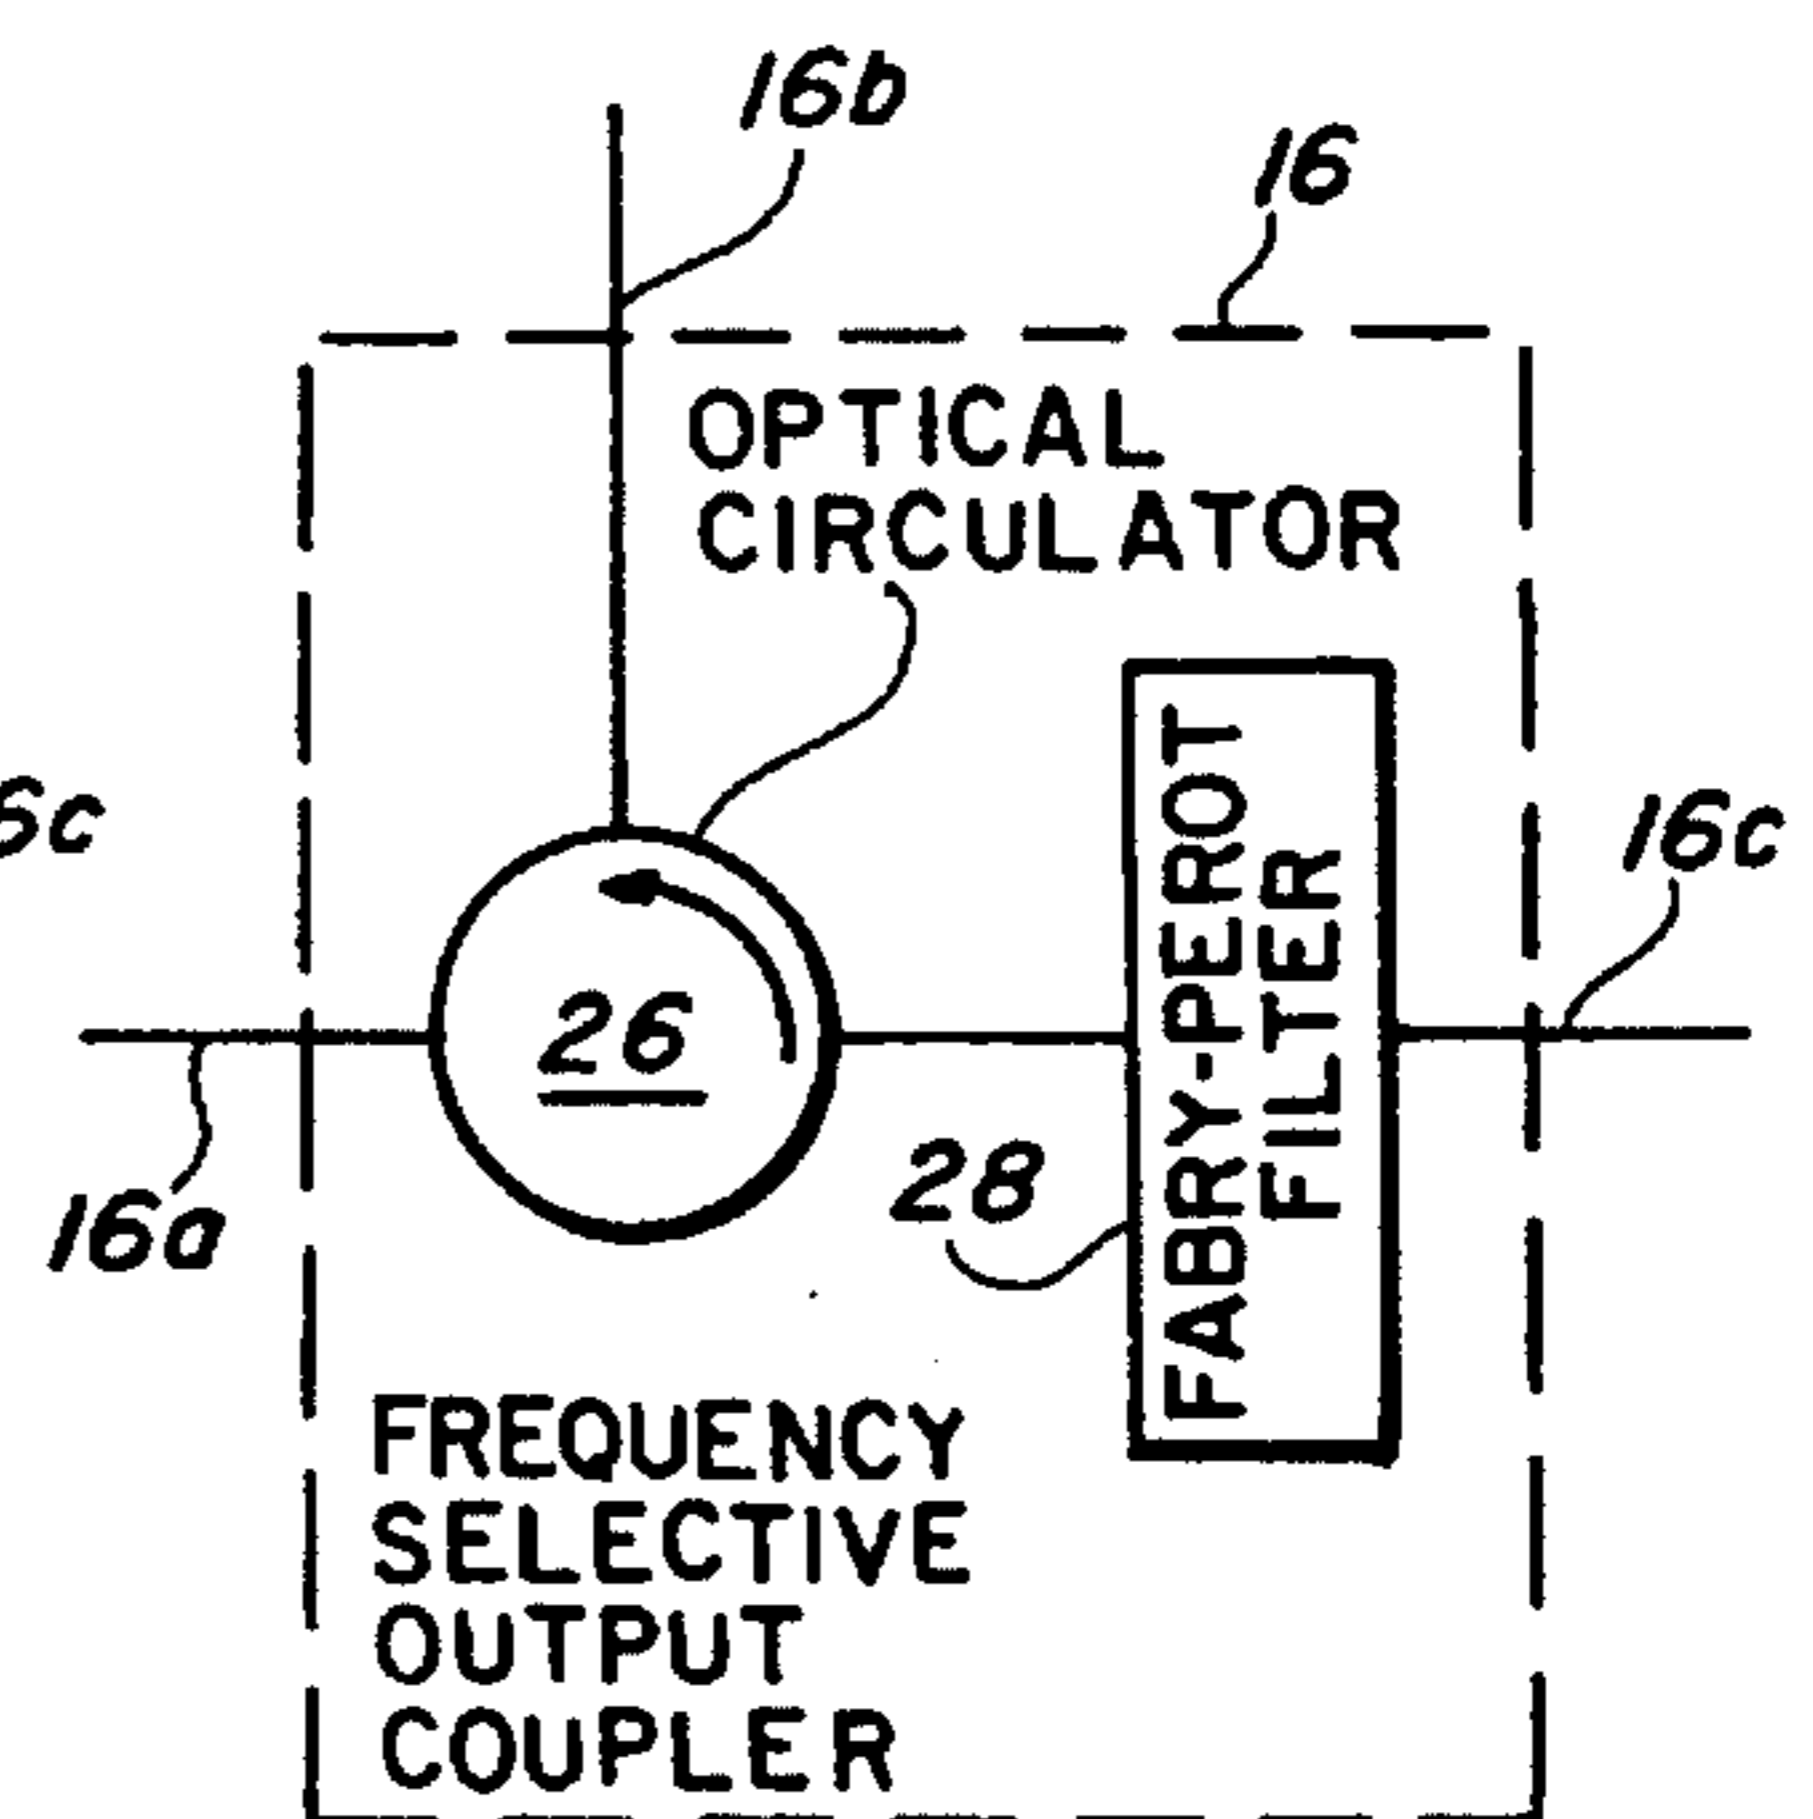 16b
16
OPTICAL
CIRCULATOR
6c
16c
FABRY-PEROT
FILTER
26
28
16a
FREQUENCY
SELECTIVE
OUTPUT
COUPLER